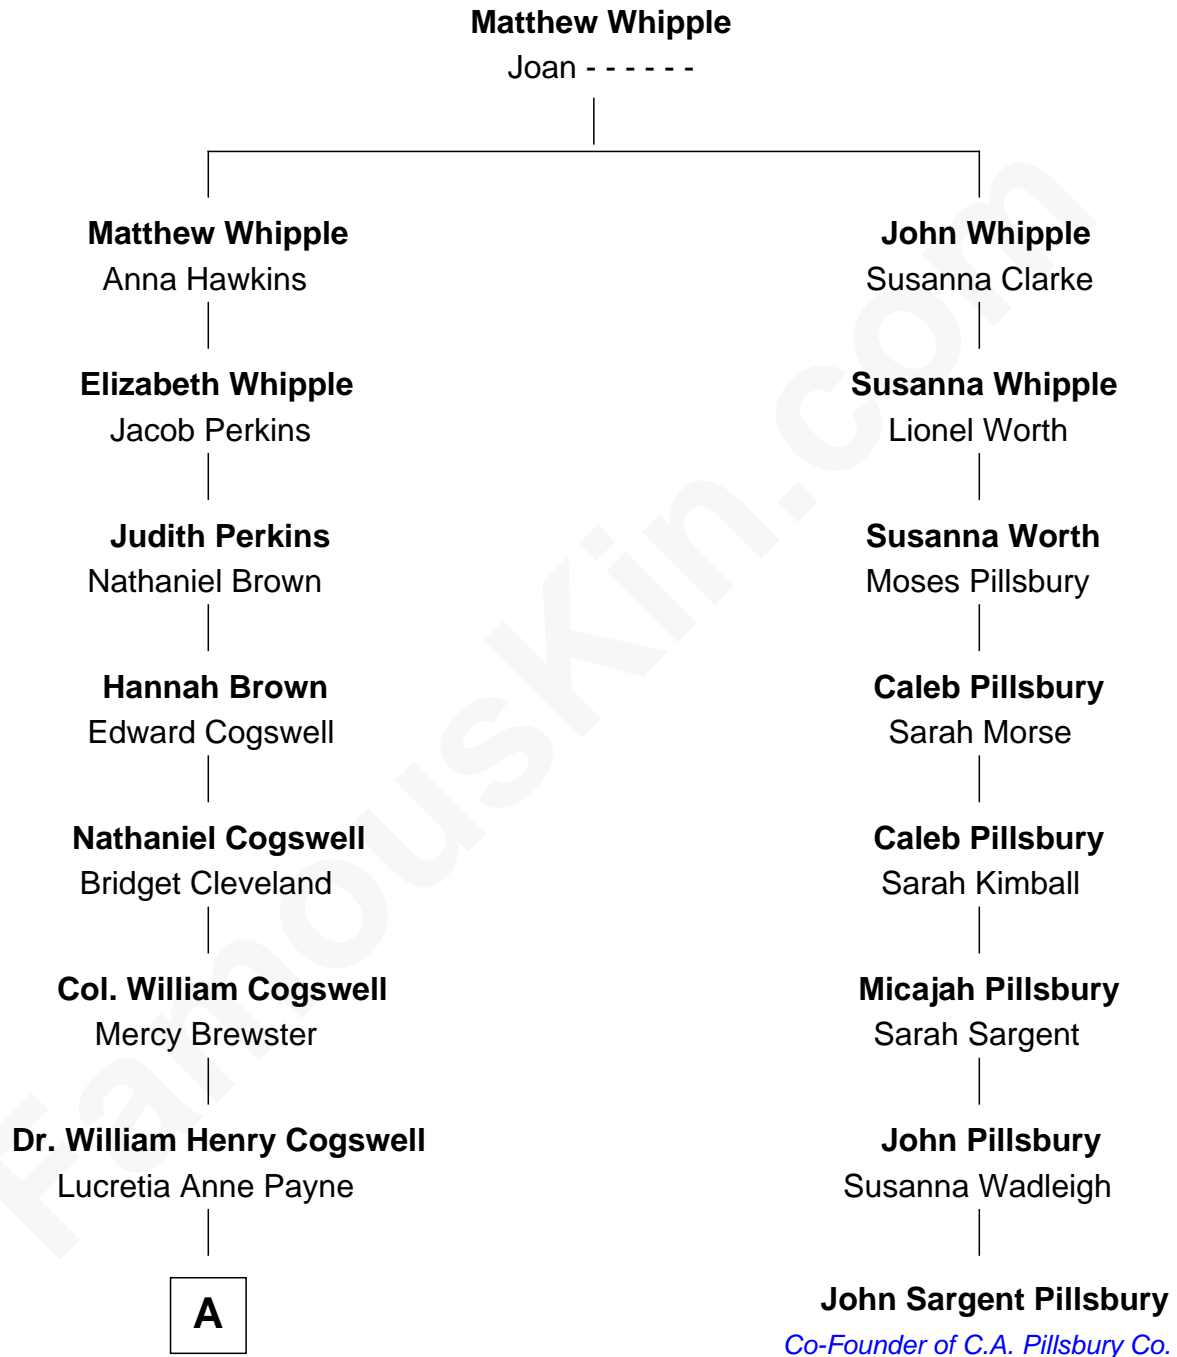 Matthew Whipple
Joan - - - - - -
Matthew Whipple
Anna Hawkins
John Whipple
Susanna Clarke
Elizabeth Whipple
Jacob Perkins
Susanna Whipple
Lionel Worth
Judith Perkins
Nathaniel Brown
Susanna Worth
Moses Pillsbury
Hannah Brown
Edward Cogswell
Caleb Pillsbury
Sarah Morse
Nathaniel Cogswell
Bridget Cleveland
Caleb Pillsbury
Sarah Kimball
Col. William Cogswell
Mercy Brewster
Micajah Pillsbury
Sarah Sargent
Dr. William Henry Cogswell
Lucretia Anne Payne
John Pillsbury
Susanna Wadleigh
A
John Sargent Pillsbury
Co-Founder of C.A. Pillsbury Co.
FamousKin.com